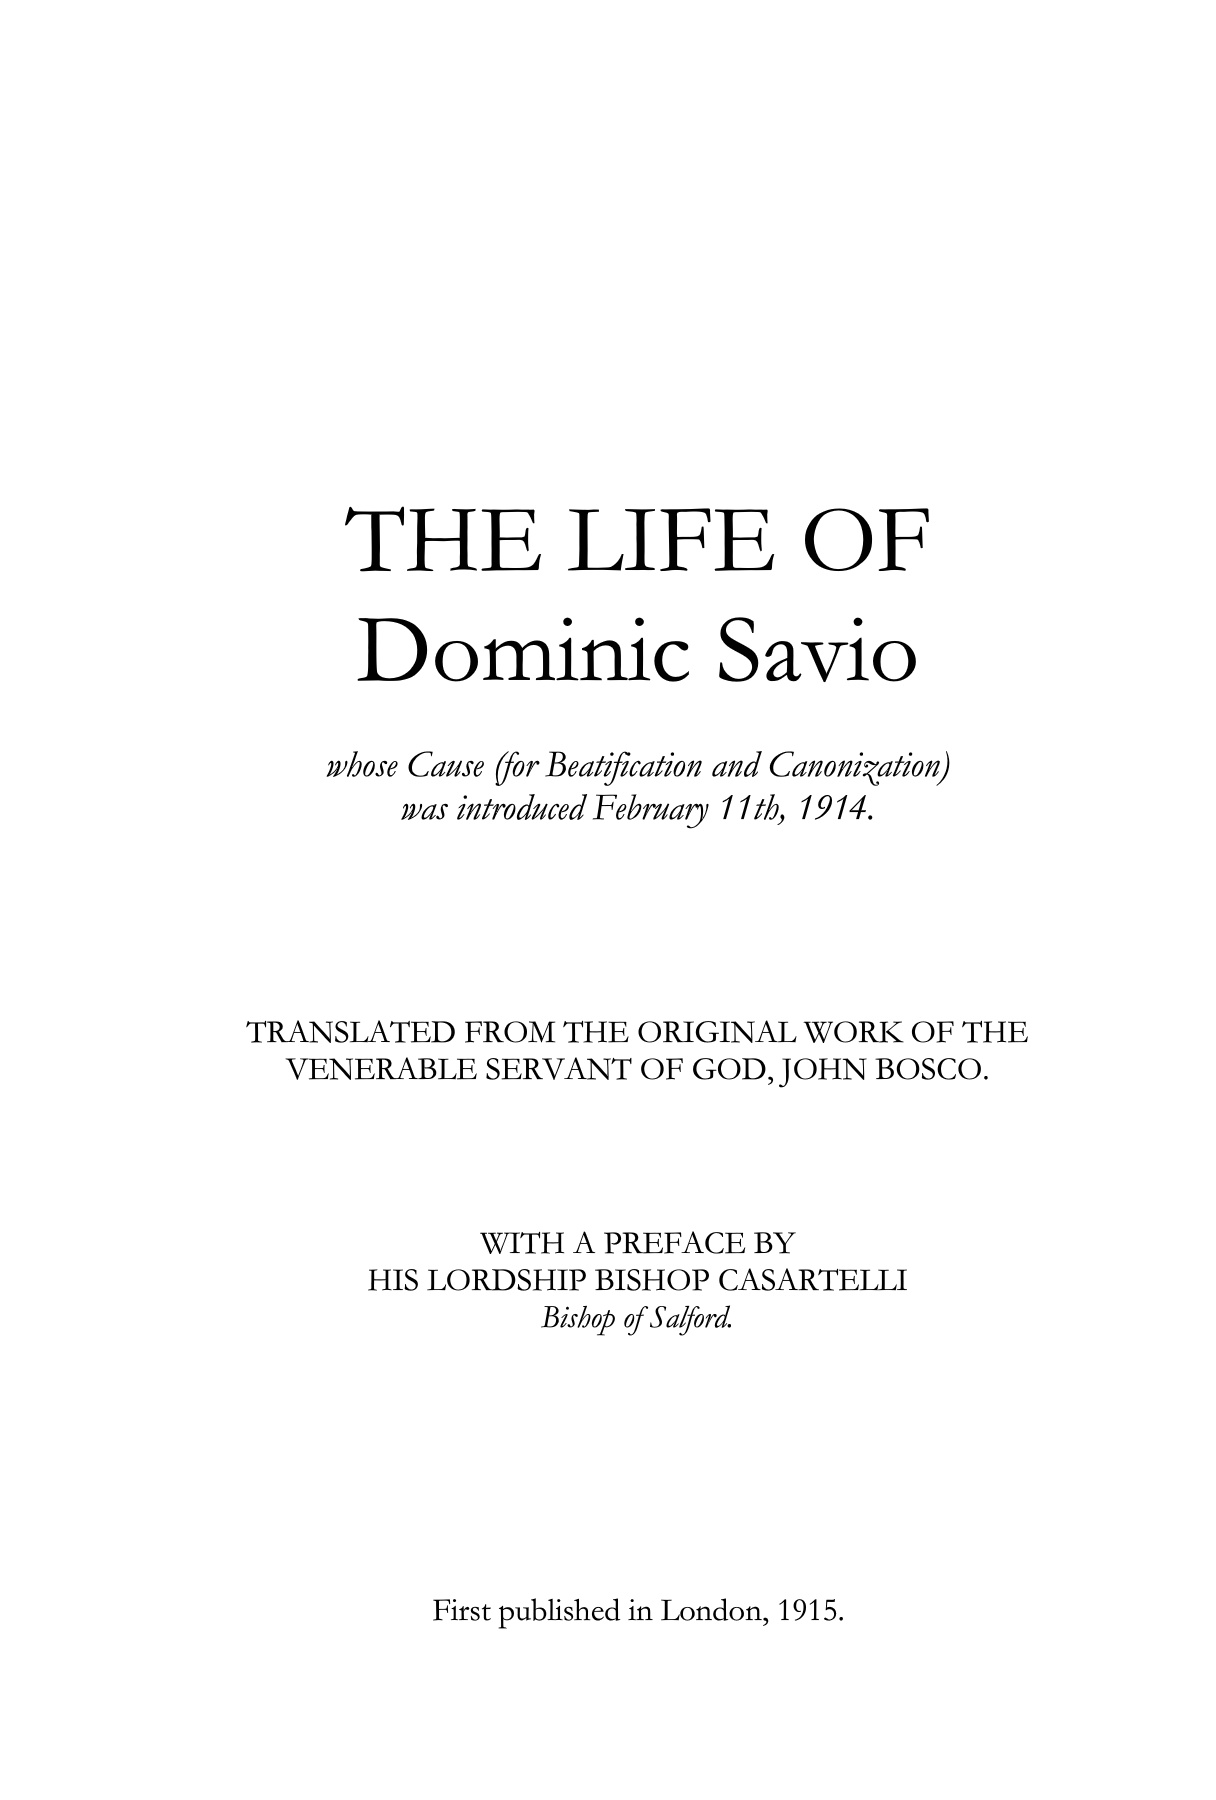 THE LIFE OF
Dominic Savio
whose Cause (for Beatification and Canonization)
was introduced February 11th, 1914.
TRANSLATED FROM THE ORIGINAL WORK OF THE
VENERABLE SERVANT OF GOD, JOHN BOSCO.
WITH A PREFACE BY
HIS LORDSHIP BISHOP CASARTELLI
Bishop of Salford.
First published in London, 1915.